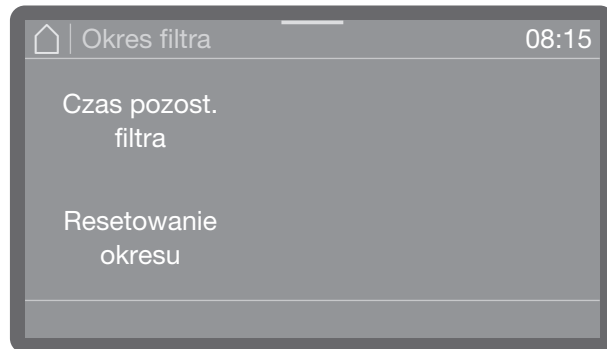 Okres filtra 08:15
Czas pozost.
filtra
Resetowanie
okresu